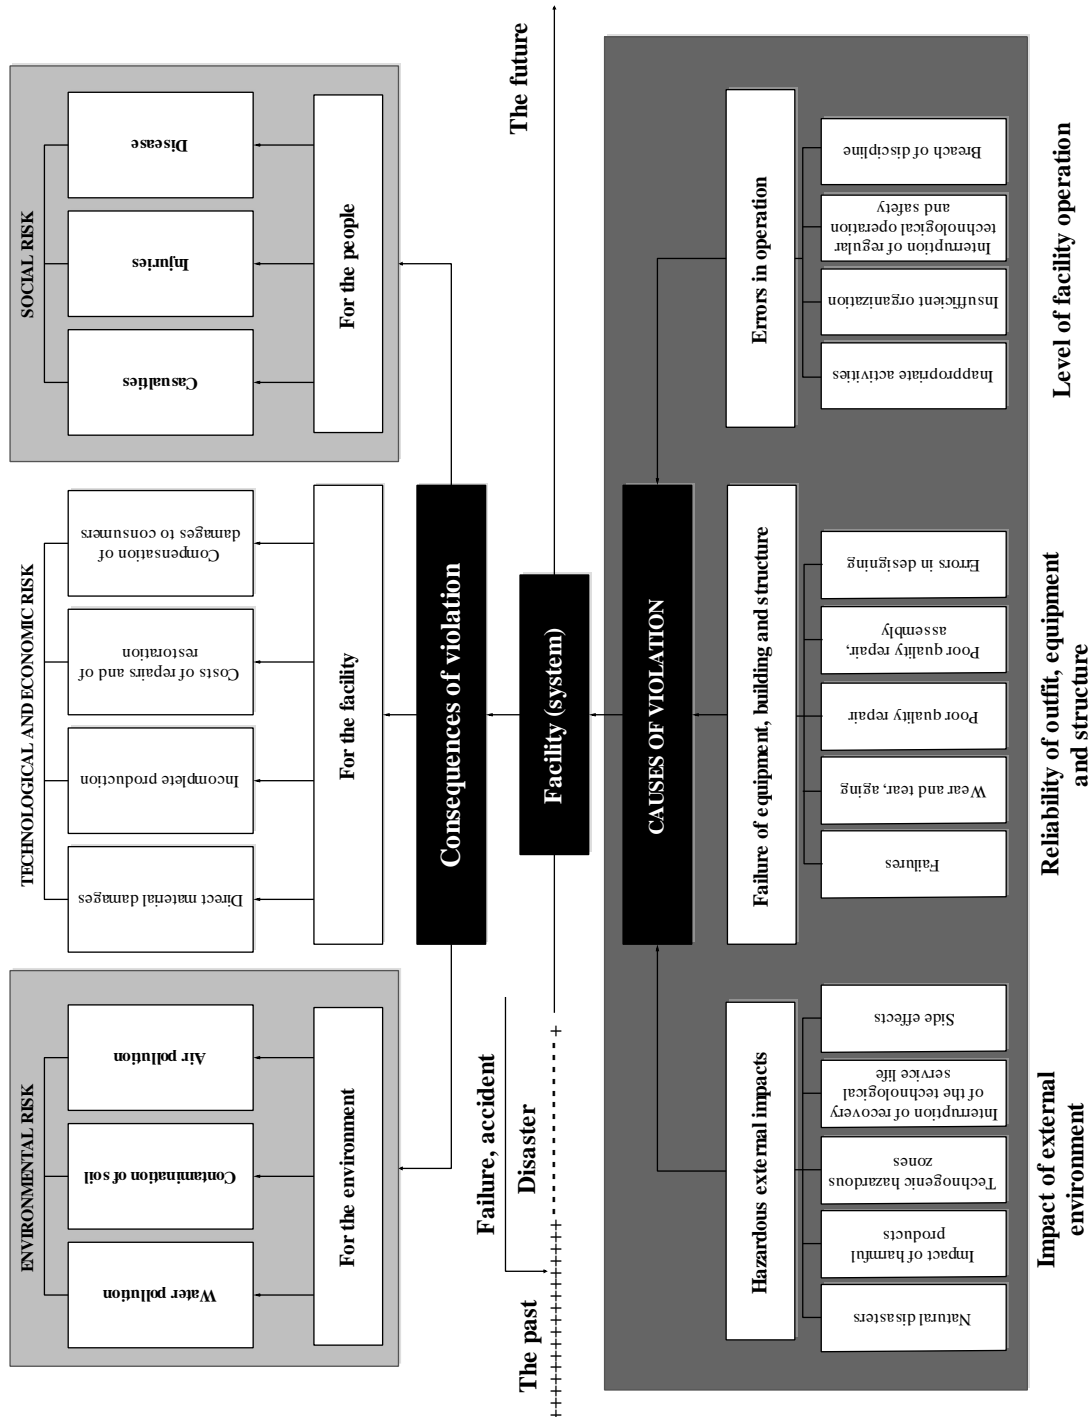 ENVIRONMENTAL RISK
TECHNOLOGICAL AND ECONOMIC RISK
SOCIAL RISK
Water pollution
Contamination of soil
Air pollution
Direct material damages
Incomplete production
Costs of repairs and of
restoration
Conpensation of
damages to consumers
Casualties
Injuries
Disease
For the environment
For the facility
For the people
Consequences of violation
Failure, accident
Disaster
The past
Facility (system)
The future
CAUSES OF VIOLATION
Hazardous external impacts
Failure of equipment, building and structure
Errors in operation
Natural disasters
Impact of harmful
products
Technogenic hazardous
zones
Interruption of recovery
of the technological
service life
Side effects
Failures
Wear and tear, aging
Poor quality repair
Poor quality repair,
assembly
Errors in designing
Inappropriate activities
Insufficient organization
Interruption of regular
technological operation
and safety
Breach of discipline
Impact of external
environment
Reliability of outfit, equipment
and structure
Level of facility operation